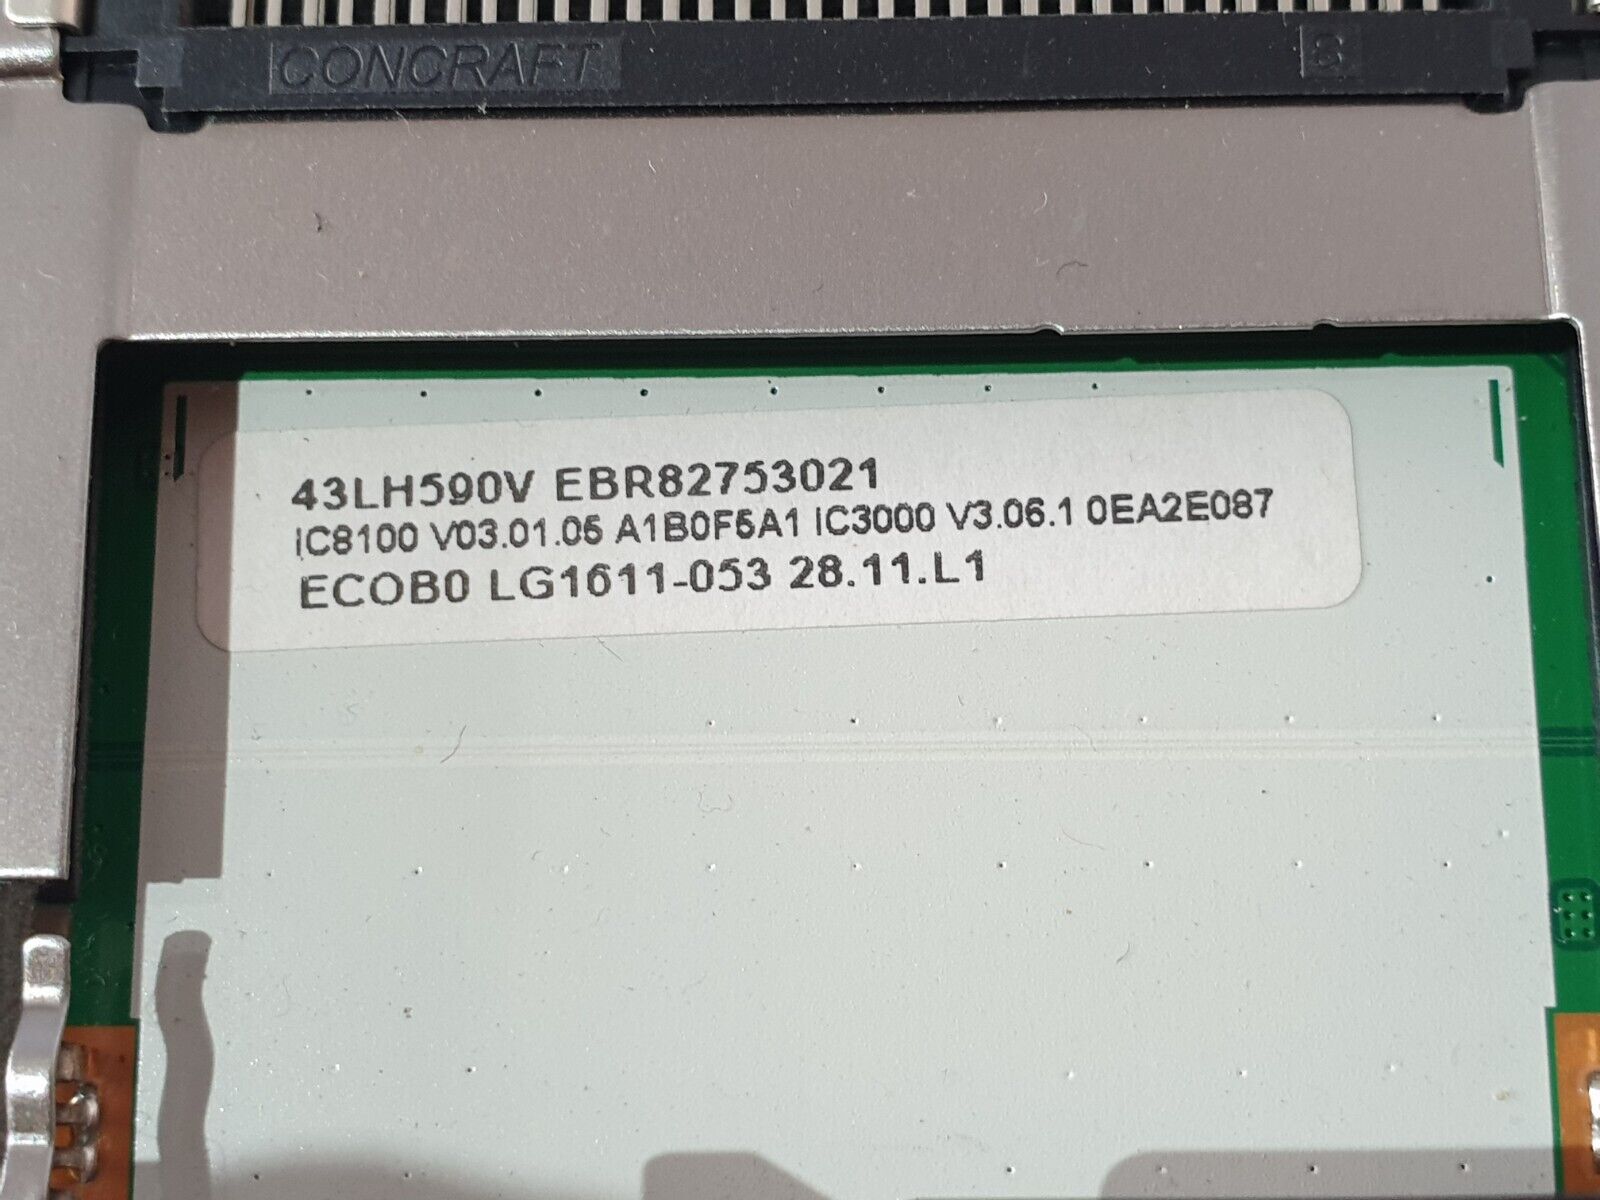 CONCRAFT 3
43LH590V EBR82753021
IC8100 V03.01.05 A1B0F5A1 IC3000 V3.06.1 0EA2E087
ECOB0 LG1611-053 28.11.L1